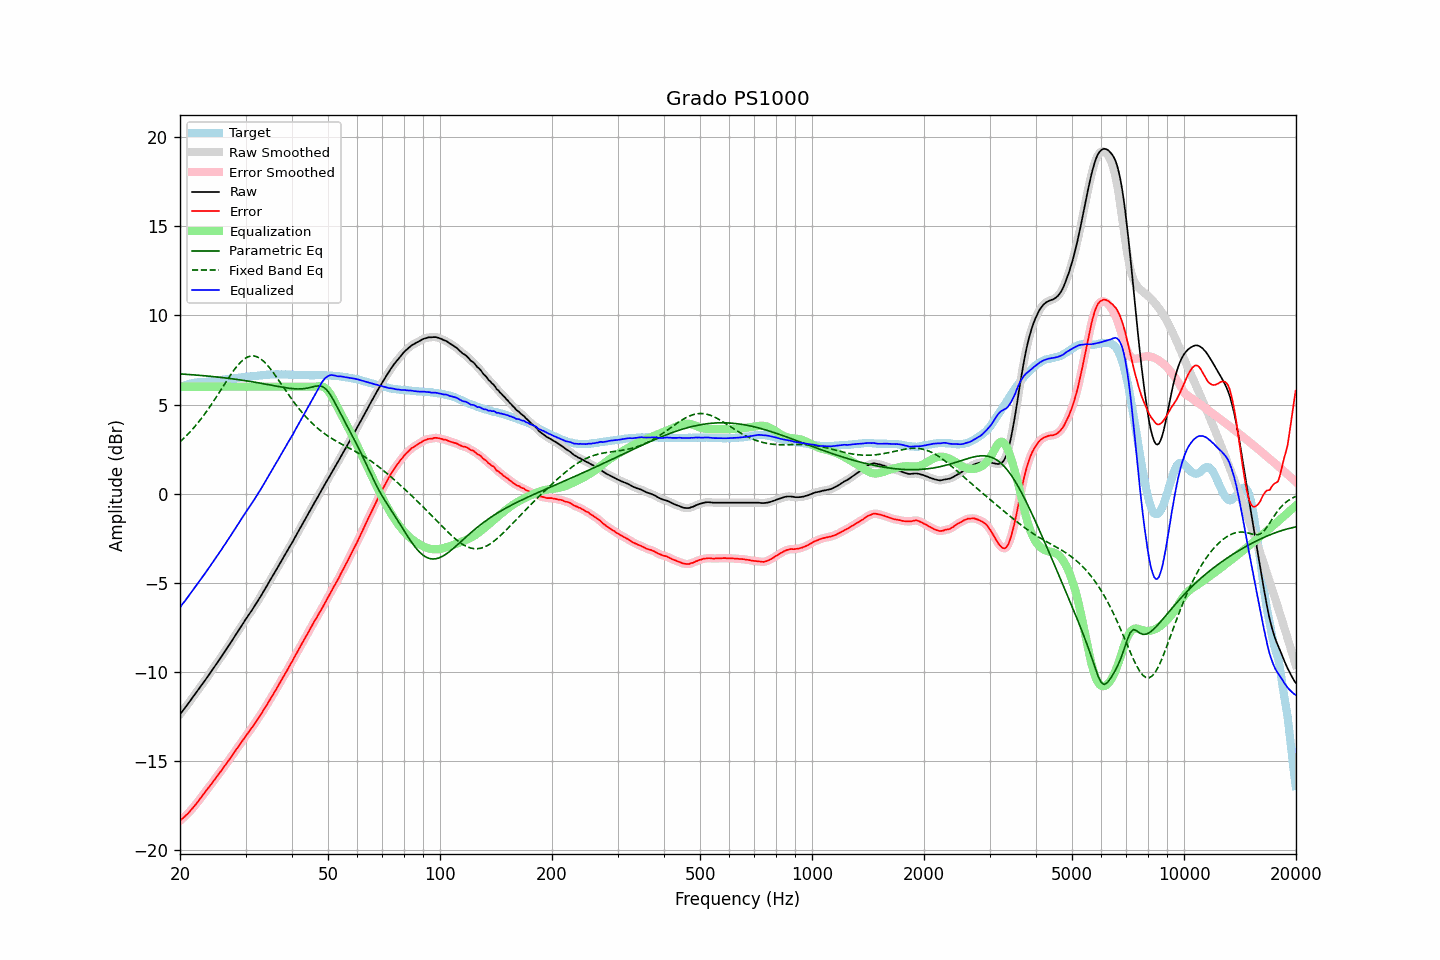 Grado PS1000
20
15
10
5
0
−5
−10
−15
−20
Amplitude (dBr)
Target
Raw Smoothed
Error Smoothed
Raw
Error
Equalization
Parametric Eq
Fixed Band Eq
Equalized
20 50 100 200 500 1000 2000 5000 10000 20000
Frequency (Hz)